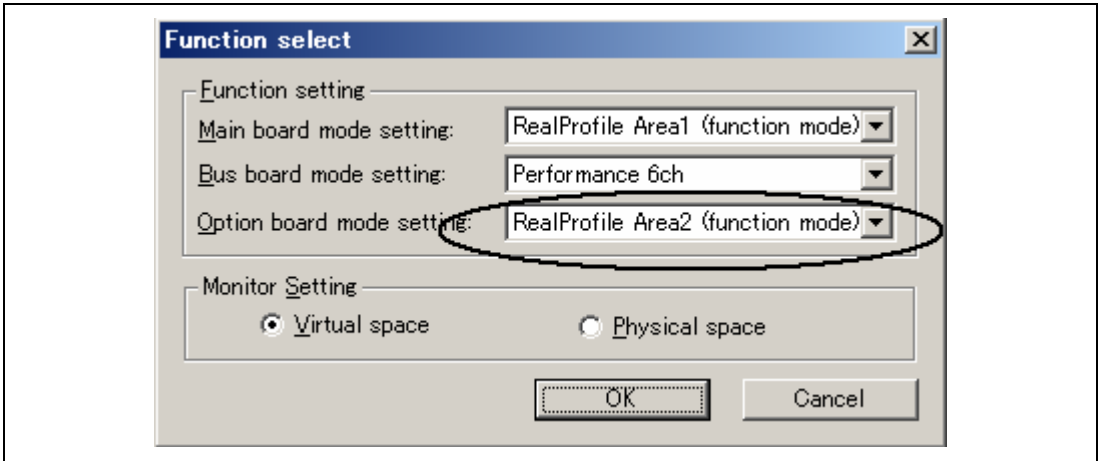 Function select
Function setting
Main board mode setting: RealProfile Area1 (function mode)
Bus board mode setting: Performance 6ch
Option board mode setting: RealProfile Area2 (function mode)
Monitor Setting
Virtual space Physical space
OK Cancel